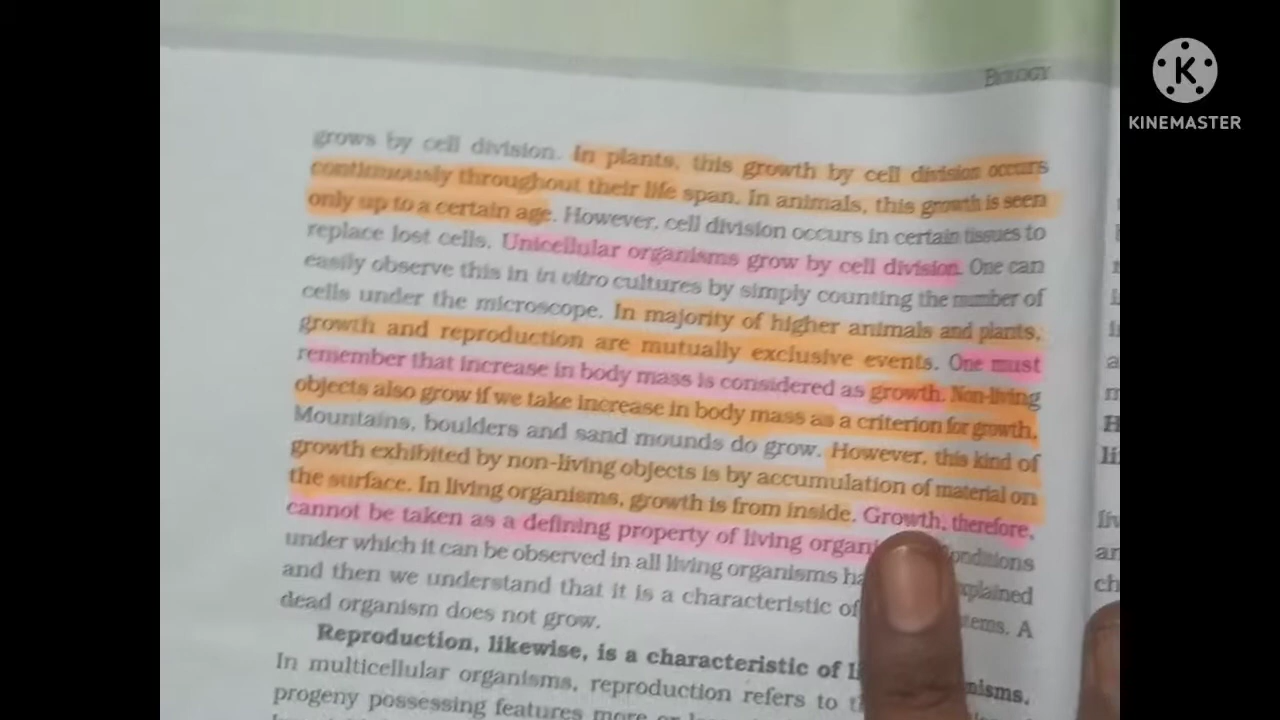 BIOLOGY
KINEMASTER
grows by cell division. In plants, this growth by cell division occurs
continuously throughout their life span. In animals, this growth is seen
only up to a certain age. However, cell division occurs in certain tissues to
replace lost cells. Unicellular organisms grow by cell division. One can
easily observe this in in vitro cultures by simply counting the number of
cells under the microscope. In majority of higher animals and plants,
growth and reproduction are mutually exclusive events. One must
remember that increase in body mass is considered as growth. Non-living
objects also grow if we take increase in body mass as a criterion for growth.
Mountains, boulders and sand mounds do grow. However, this kind of
growth exhibited by non-living objects is by accumulation of material on
the surface. In living organisms, growth is from inside. Growth, therefore,
cannot be taken as a defining property of living organi onditions
under which it can be observed in all living organisms ha plained
and then we understand that it is a characteristic of tems. A
dead organism does not grow.
Reproduction, likewise, is a characteristic of li nisms.
In multicellular organisms, reproduction refers to t
progeny possessing features more or